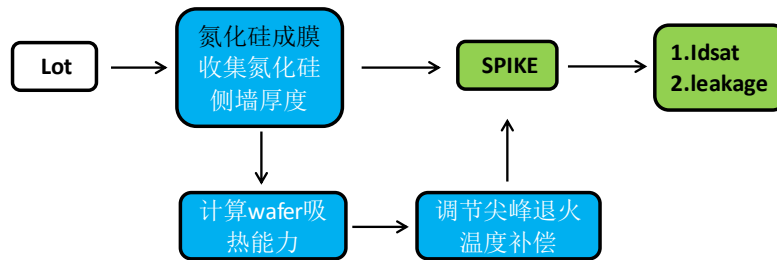 Lot
氮化硅成膜
收集氮化硅
侧墙厚度
SPIKE
1.Idsat
2.leakage
计算wafer吸
热能力
调节尖峰退火
温度补偿